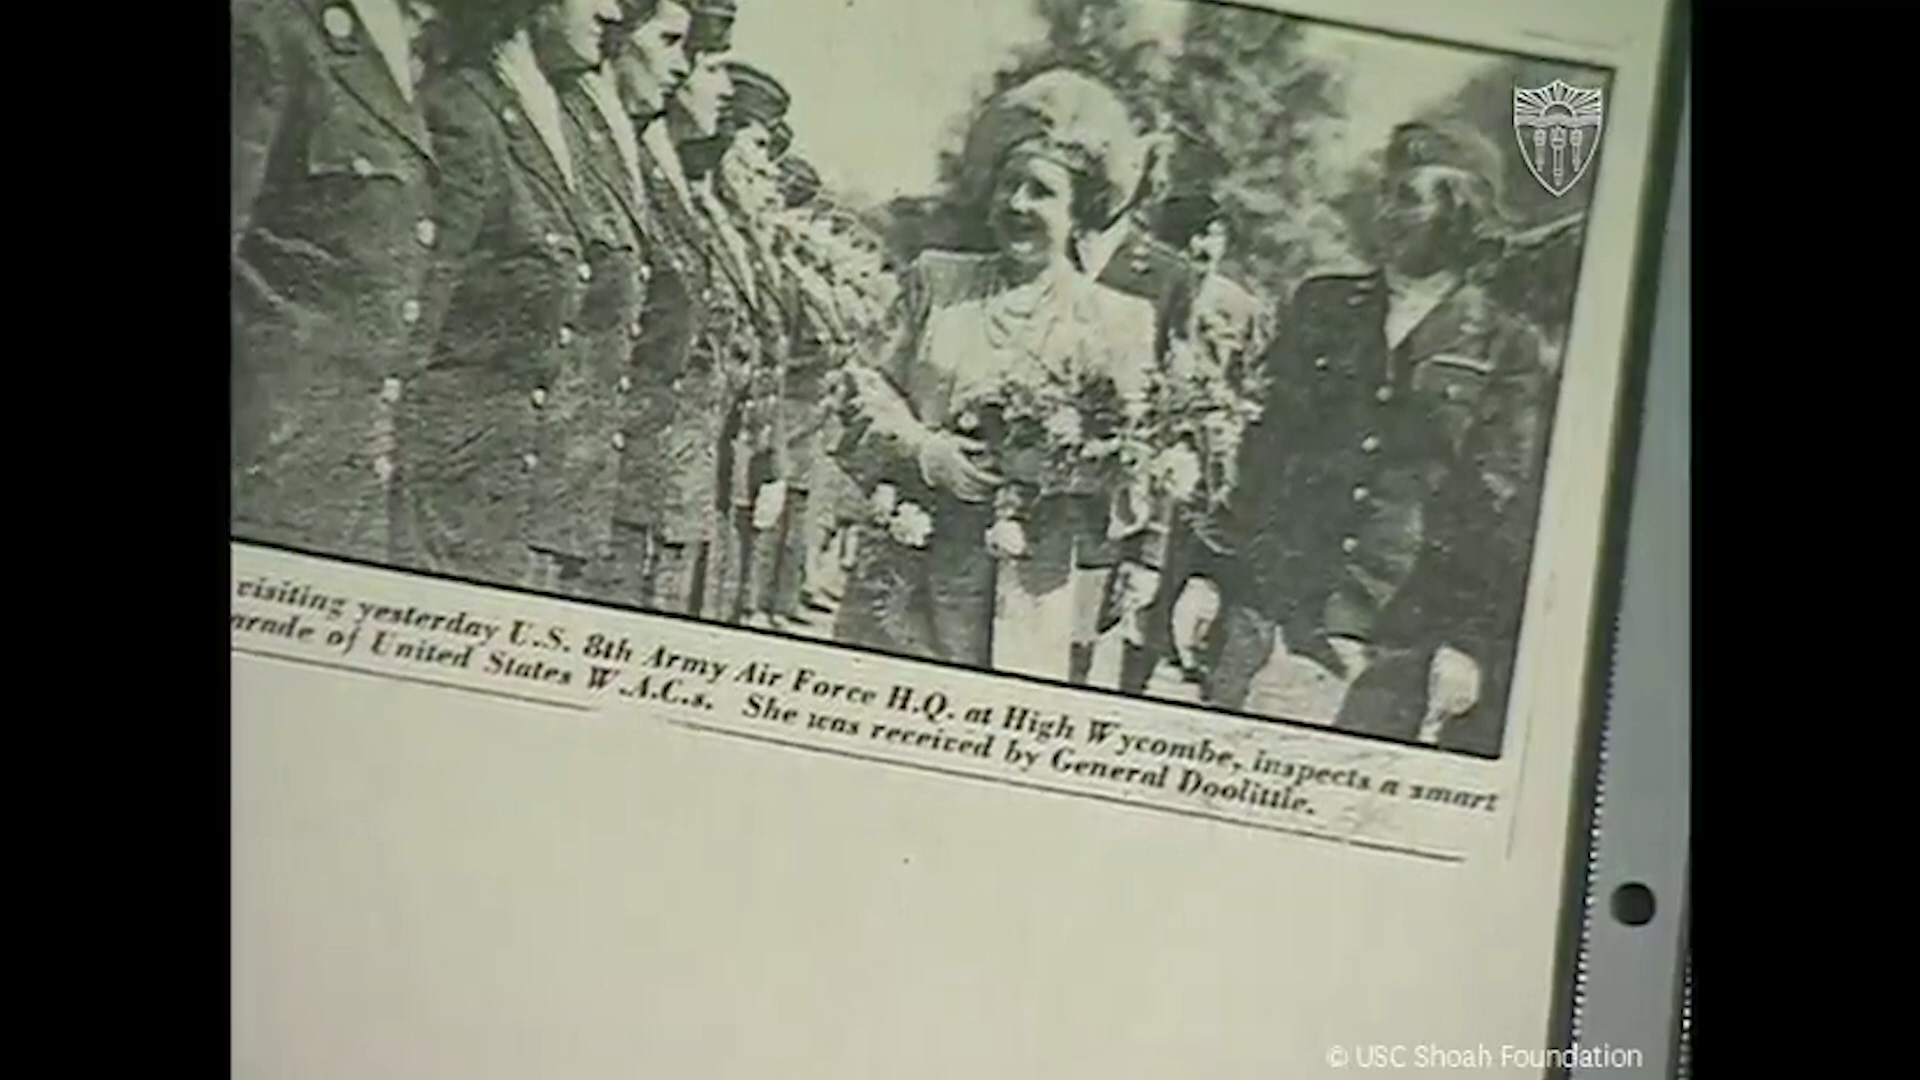 visiting yesterday U.S. 8th Army Air Force H.Q. at High Wycombe, inspects a smart
arade of United States W.A.C.s. She was received by General Doolittle.
© USC Shoah Foundation